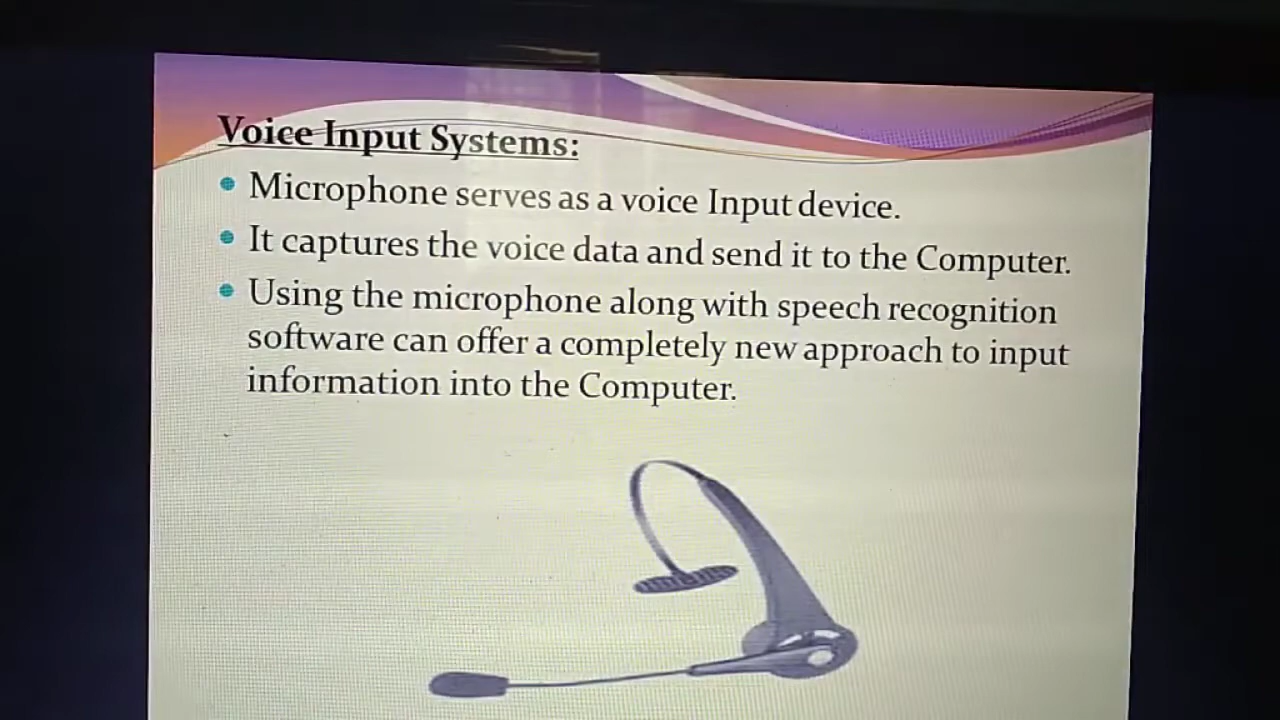 Voice Input Systems:
Microphone serves as a voice Input device.
It captures the voice data and send it to the Computer.
Using the microphone along with speech recognition
software can offer a completely new approach to input
information into the Computer.